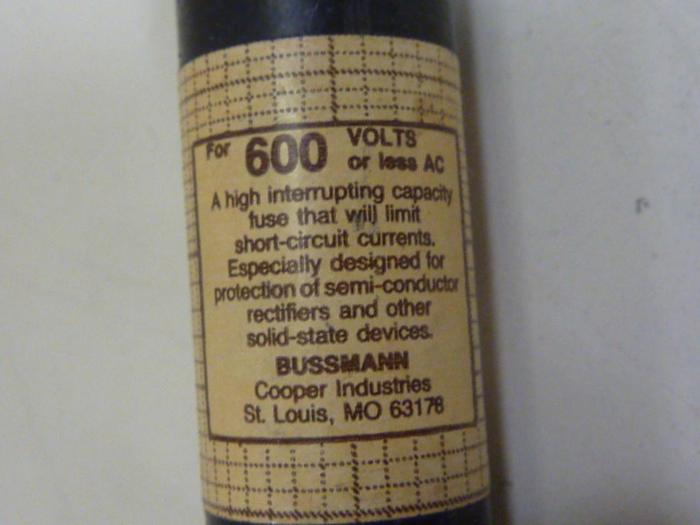 For 600 VOLTS
or less AC
A high interrupting capacity
fuse that will limit
short-circuit currents.
Especially designed for
protection of semi-conductor
rectifiers and other
solid-state devices.
BUSSMANN
Cooper Industries
St. Louis, MO 63178